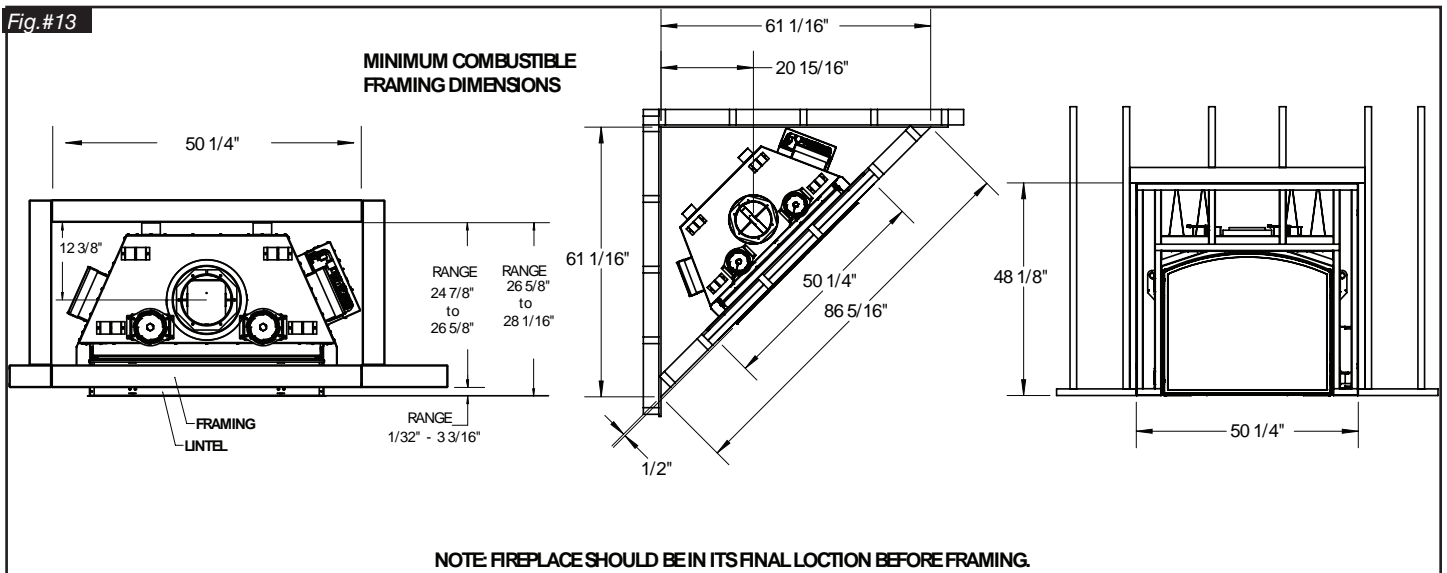 Fig.#13
MINIMUM COMBUSTIBLE
FRAMING DIMENSIONS
50 1/4"
12 3/8"
RANGE
24 7/8"
to
26 5/8"
RANGE
26 5/8"
to
28 1/16"
FRAMING
LINTEL
RANGE
1/32" - 3 3/16"
61 1/16"
20 15/16"
61 1/16"
50 1/4"
86 5/16"
1/2"
48 1/8"
50 1/4"
NOTE: FIREPLACE SHOULD BE IN ITS FINAL LOCTION BEFORE FRAMING.